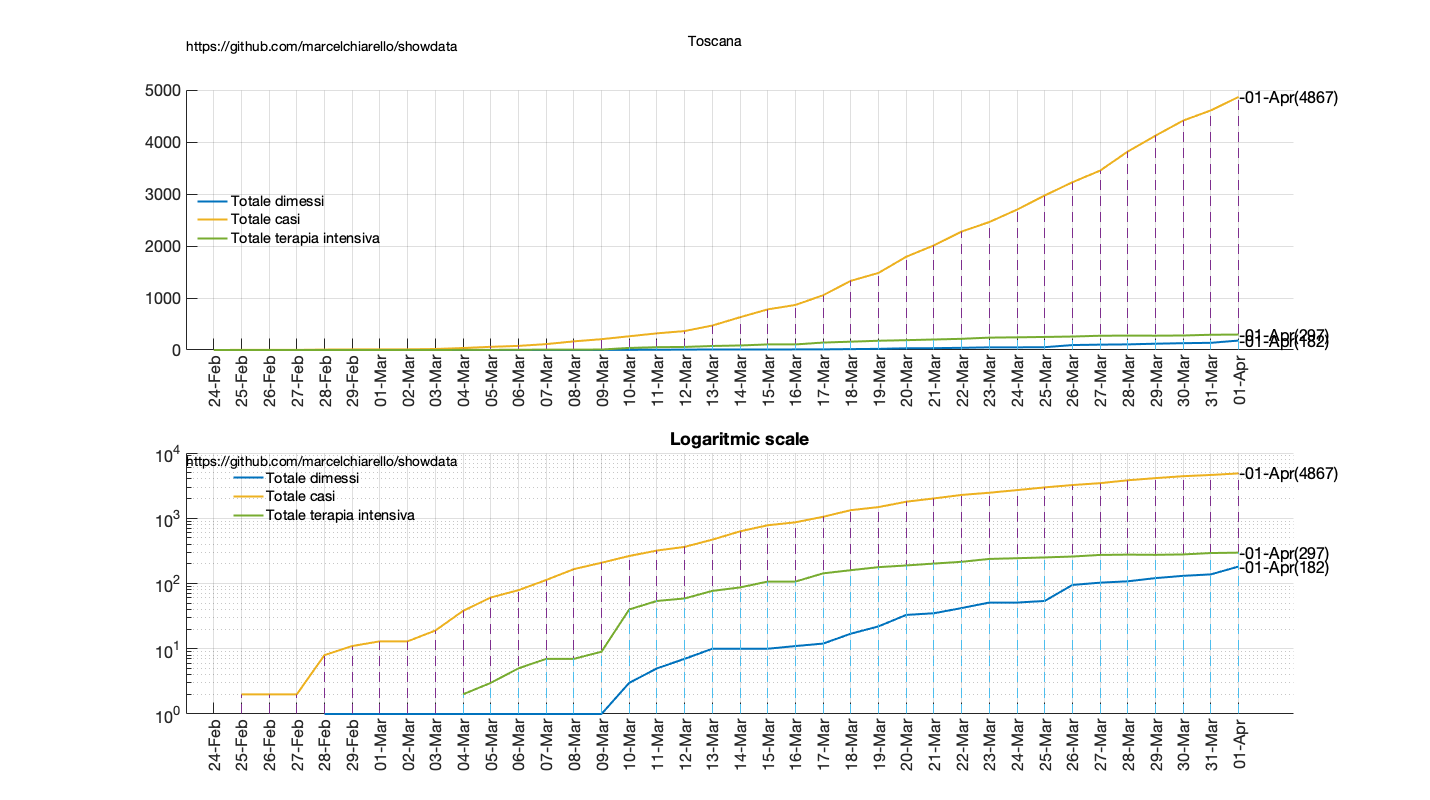 https://github.com/marcelchiarello/showdata
Toscana
5000
4000
3000
2000
1000
0
Totale dimessi
Totale casi
Totale terapia intensiva
-01-Apr(4867)
-01-Apr(297)
-01-Apr(182)
24-Feb
25-Feb
26-Feb
27-Feb
28-Feb
29-Feb
01-Mar
02-Mar
03-Mar
04-Mar
05-Mar
06-Mar
07-Mar
08-Mar
09-Mar
10-Mar
11-Mar
12-Mar
13-Mar
14-Mar
15-Mar
16-Mar
17-Mar
18-Mar
19-Mar
20-Mar
21-Mar
22-Mar
23-Mar
24-Mar
25-Mar
26-Mar
27-Mar
28-Mar
29-Mar
30-Mar
31-Mar
01-Apr
Logaritmic scale
https://github.com/marcelchiarello/showdata
10^4
10^3
10^2
10^1
10^0
Totale dimessi
Totale casi
Totale terapia intensiva
-01-Apr(4867)
-01-Apr(297)
-01-Apr(182)
24-Feb
25-Feb
26-Feb
27-Feb
28-Feb
29-Feb
01-Mar
02-Mar
03-Mar
04-Mar
05-Mar
06-Mar
07-Mar
08-Mar
09-Mar
10-Mar
11-Mar
12-Mar
13-Mar
14-Mar
15-Mar
16-Mar
17-Mar
18-Mar
19-Mar
20-Mar
21-Mar
22-Mar
23-Mar
24-Mar
25-Mar
26-Mar
27-Mar
28-Mar
29-Mar
30-Mar
31-Mar
01-Apr